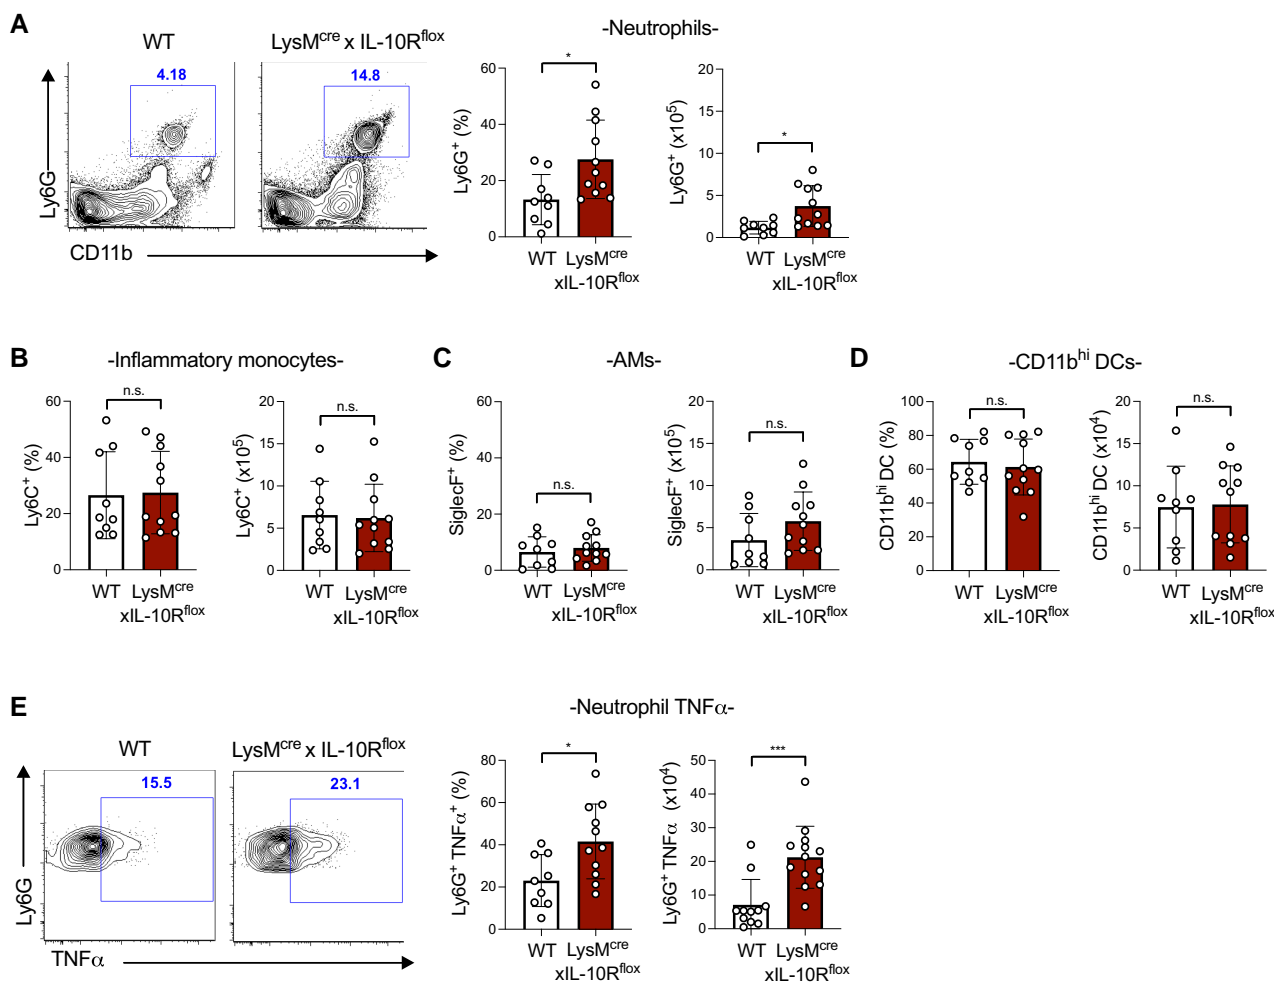 A
WT
LysMcre x IL-10Rflox
-Neutrophils-
4.18
14.8
Ly6G
CD11b
Ly6G+ (%)
60
40
20
0
*
WT
LysMcre
xIL-10Rflox
Ly6G+ (x105)
20
15
10
5
0
*
WT
LysMcre
xIL-10Rflox
B
-Inflammatory monocytes-
Ly6C+ (%)
60
40
20
0
n.s.
WT
LysMcre
xIL-10Rflox
Ly6C+ (x105)
20
15
10
5
0
n.s.
WT
LysMcre
xIL-10Rflox
C
-AMs-
SiglecF+ (%)
60
40
20
0
n.s.
WT
LysMcre
xIL-10Rflox
SiglecF+ (x105)
20
15
10
5
0
n.s.
WT
LysMcre
xIL-10Rflox
D
-CD11bhi DCs-
CD11bhi DC (%)
100
80
60
40
20
0
n.s.
WT
LysMcre
xIL-10Rflox
CD11bhi DC (x104)
20
15
10
5
0
n.s.
WT
LysMcre
xIL-10Rflox
E
-Neutrophil TNFα-
WT
LysMcre x IL-10Rflox
15.5
23.1
Ly6G
TNFα
Ly6G+ TNFα+ (%)
80
60
40
20
0
*
WT
LysMcre
xIL-10Rflox
Ly6G+ TNFα (x104)
50
40
30
20
10
0
***
WT
LysMcre
xIL-10Rflox